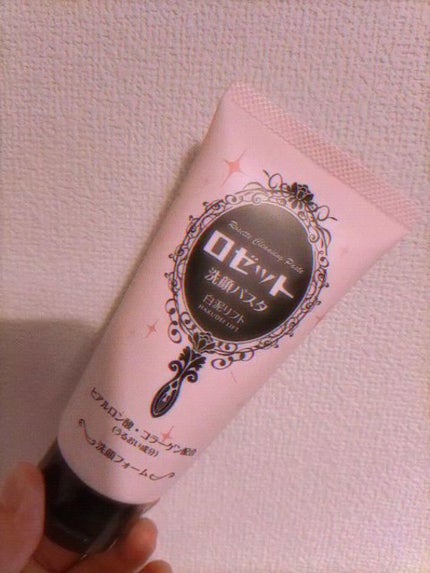 Rosette Cleansing Paste
ロゼット
洗顔パスタ
白泥リフト
HAKUDEI LIFT
ヒアルロン酸・コラーゲン配合
(うるおい成分)
洗顔フォーム